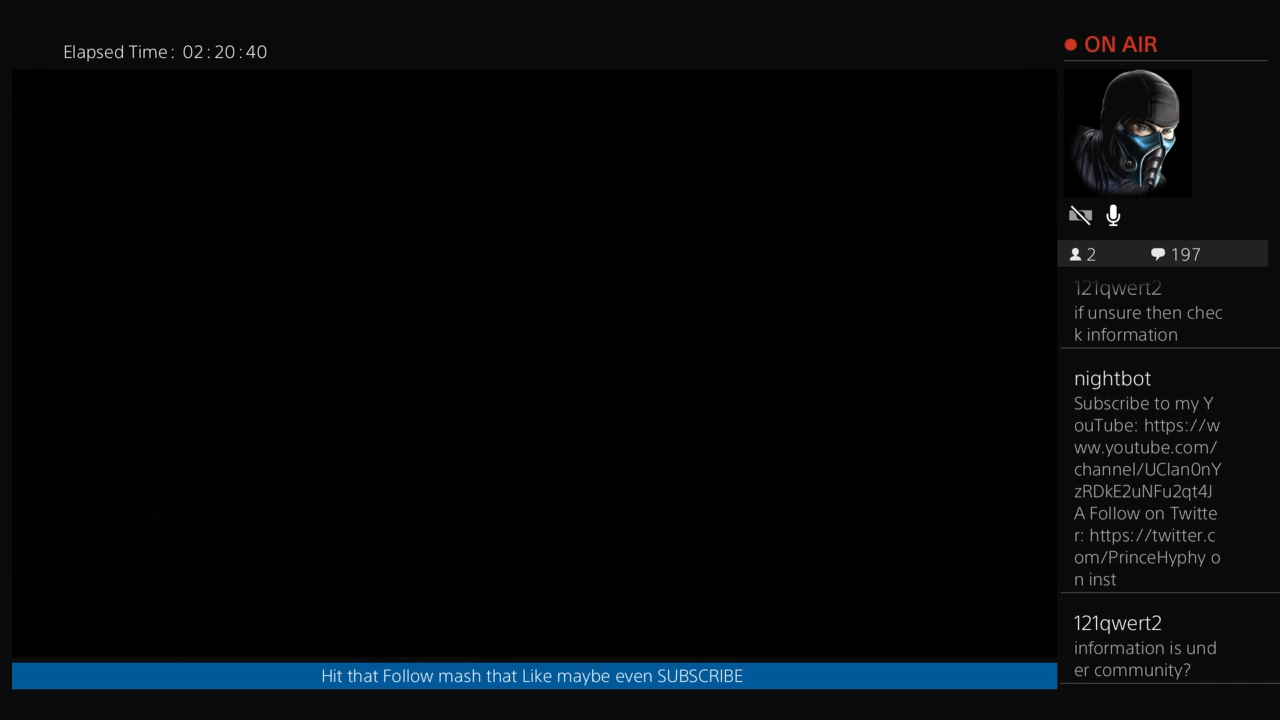 Elapsed Time: 02:20:40
ON AIR
2 197
121qwert2
if unsure then chec
k information
nightbot
Subscribe to my Y
ouTube: https://w
ww.youtube.com/
channel/UClan0nY
zRDkE2uNFu2qt4J
A Follow on Twitte
r: https://twitter.c
om/PrinceHyphy o
n inst
121qwert2
information is und
er community?
Hit that Follow mash that Like maybe even SUBSCRIBE